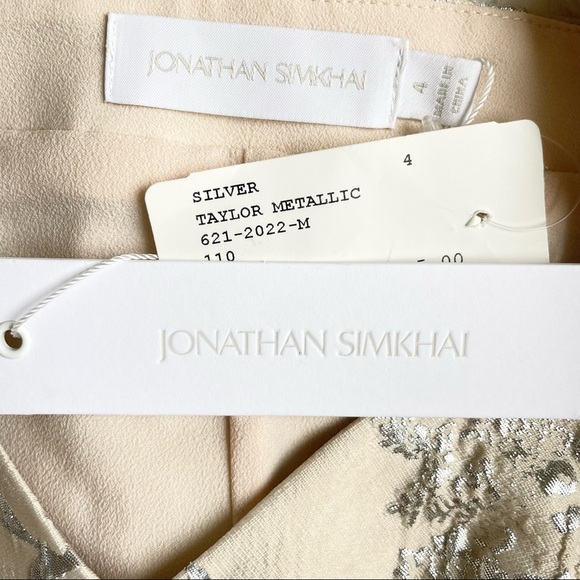 JONATHAN SIMKHAI
4
MADE IN
CHINA
4
SILVER
TAYLOR METALLIC
621-2022-M
110
JONATHAN SIMKHAI